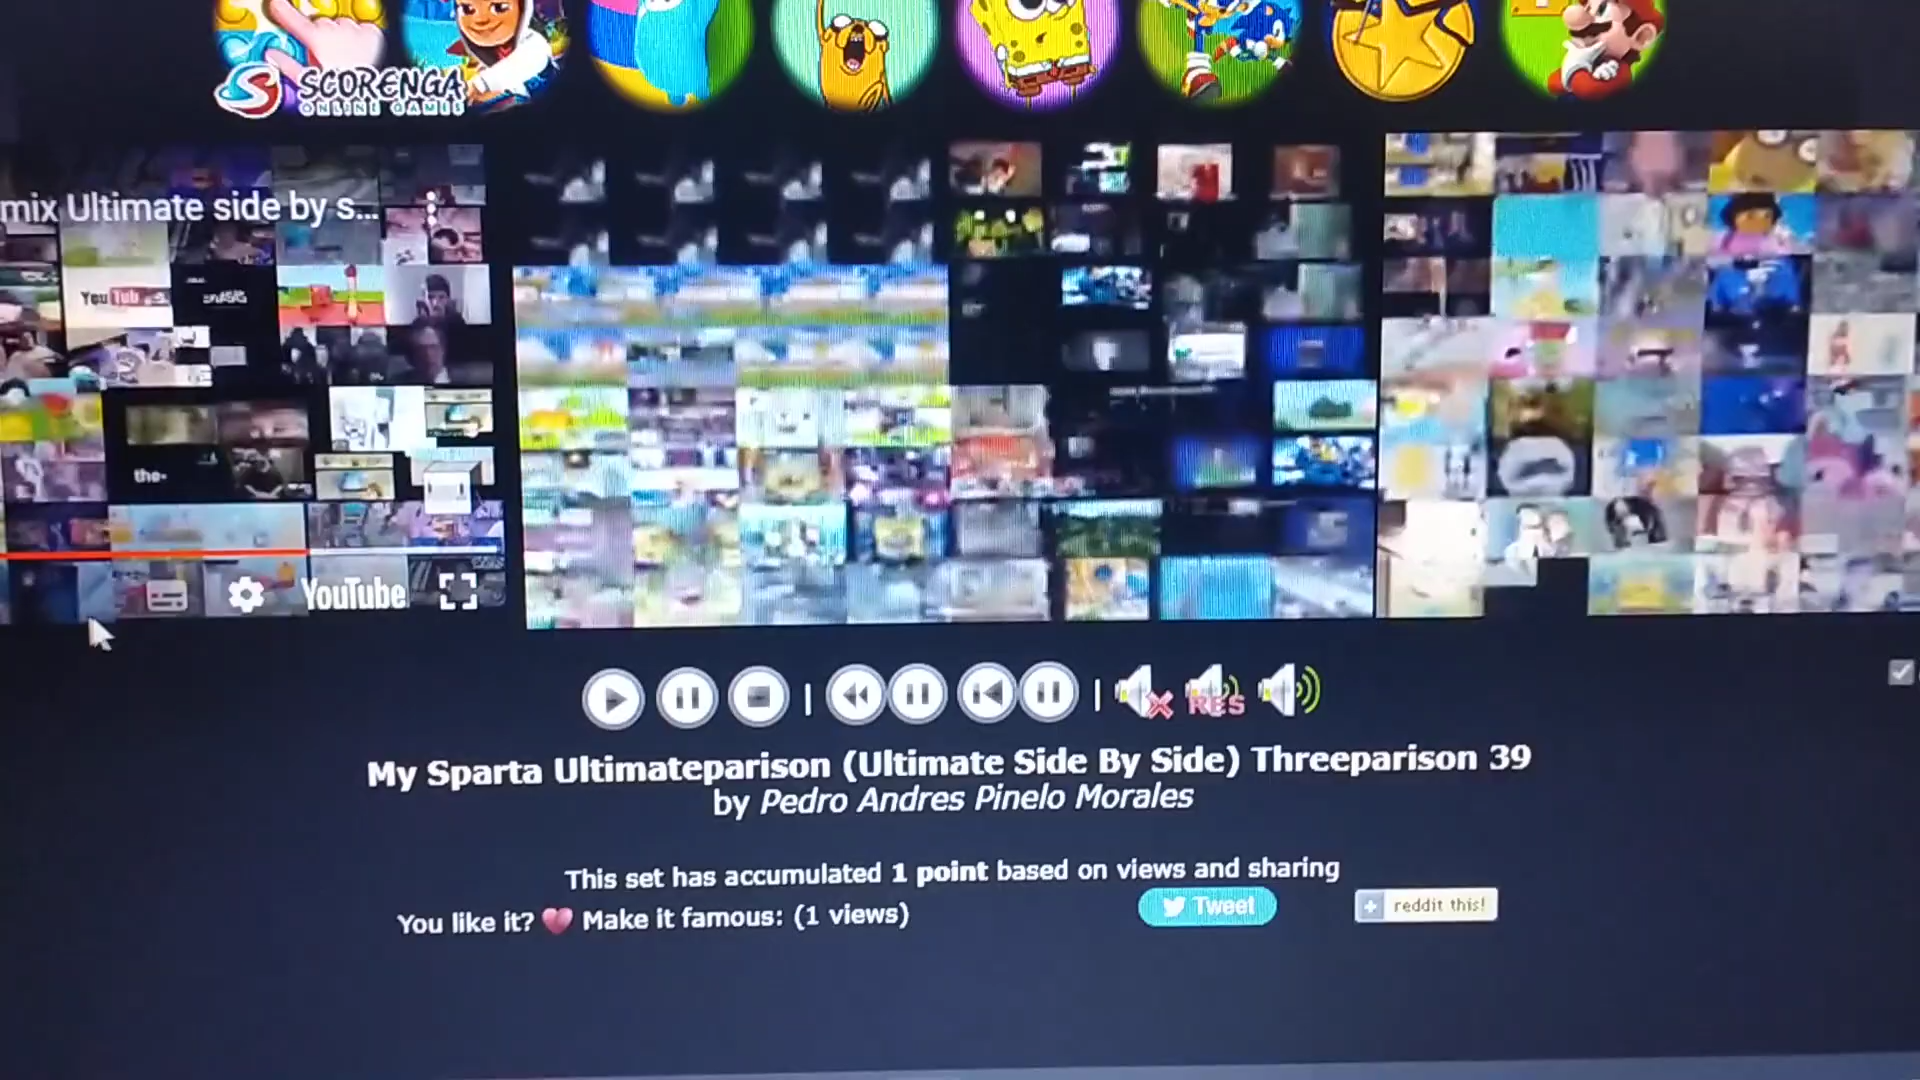 SCORENGA
ONLINE GAMES
mix Ultimate side by s...
YouTube
the-
YouTube
RES
My Sparta Ultimateparison (Ultimate Side By Side) Threeparison 39
by Pedro Andres Pinelo Morales
This set has accumulated 1 point based on views and sharing
You like it? Make it famous: (1 views)
Tweet
reddit this!